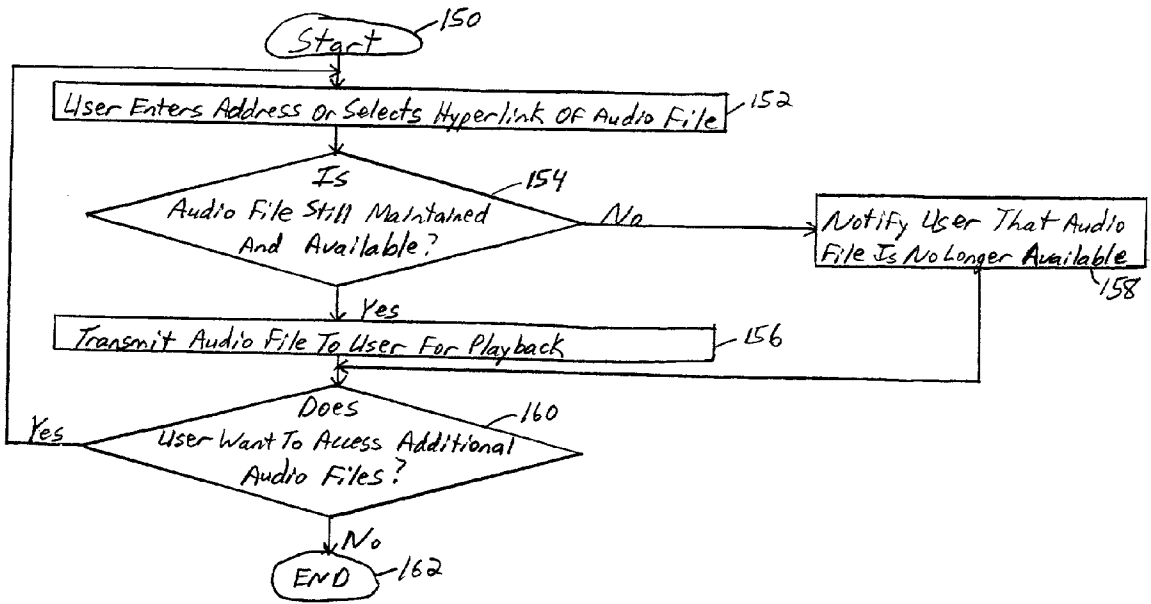 Start
150
User Enters Address Or Selects Hyperlink Of Audio File
152
Is
Audio File Still Maintained
And Available?
154
No
Notify User That Audio
File Is No Longer Available
158
Yes
Transmit Audio File To User For Playback
156
Does
User Want To Access Additional
Audio Files?
160
Yes
No
END
162